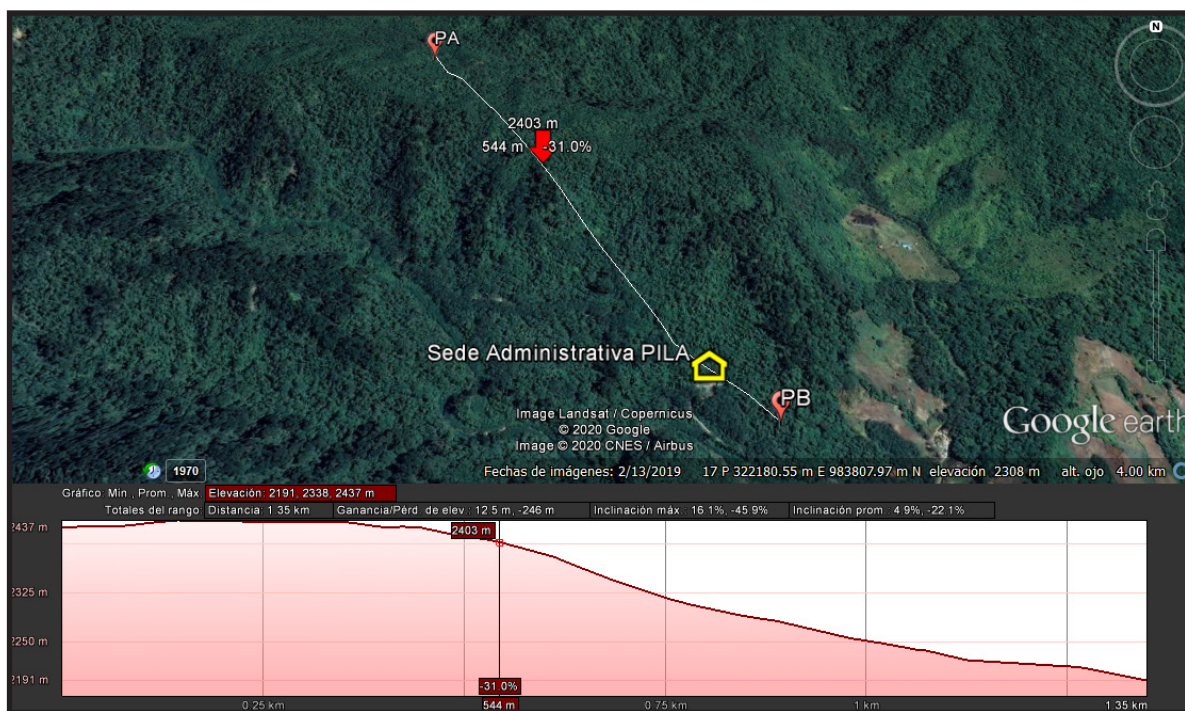 N
PA
2403 m
544 m -31.0%
Sede Administrativa PILA
PB
Image Landsat / Copernicus
© 2020 Google
Image © 2020 CNES / Airbus
Google earth
1970
Fechas de imágenes: 2/13/2019 17 P 322180.55 m E 983807.97 m N elevación 2308 m alt. ojo 4.00 km
Gráfico: Mín., Prom., Máx. Elevación: 2191, 2338, 2437 m
Totales del rango: Distancia: 1.35 km Ganancia/Pérd. de elev.: 12.5 m, -246 m Inclinación máx.: 16.1%, -45.9% Inclinación prom.: 4.9%, -22.1%
2437 m
2403 m
2325 m
2250 m
2191 m
-31.0%
0.25 km 544 m 0.75 km 1 km 1.35 km